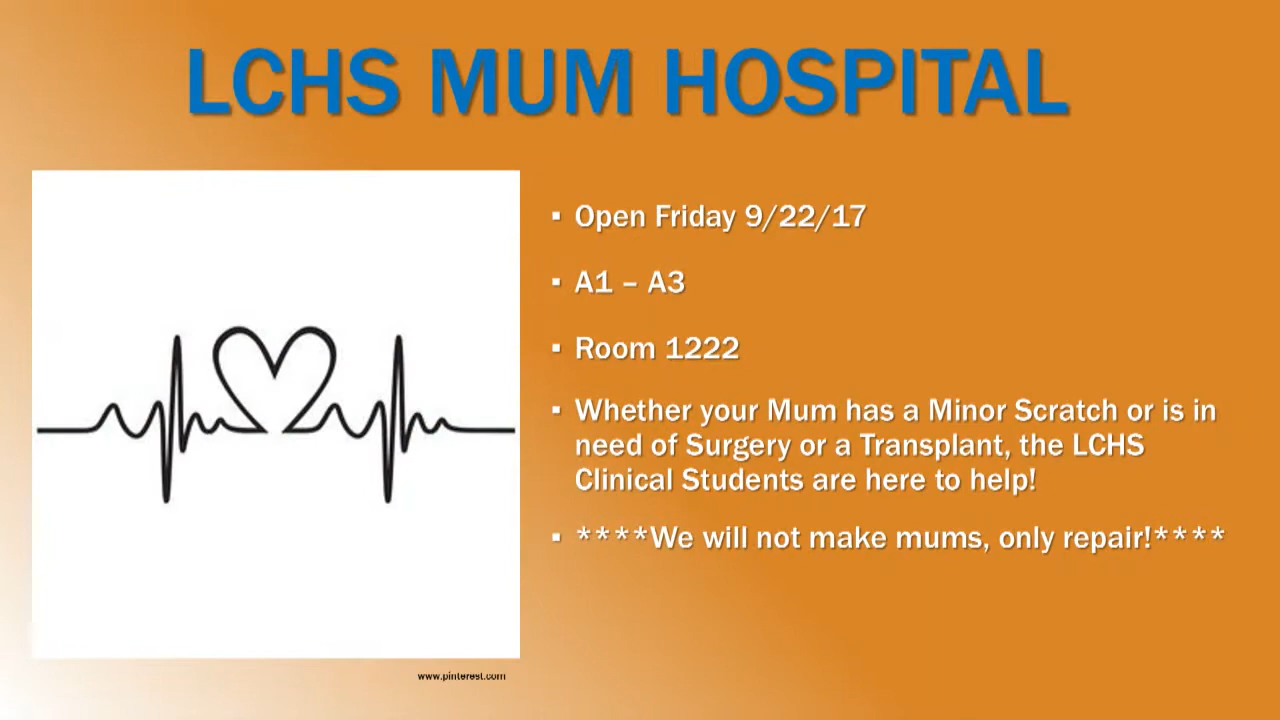 LCHS MUM HOSPITAL
▪ Open Friday 9/22/17
▪ A1 – A3
▪ Room 1222
▪ Whether your Mum has a Minor Scratch or is in
need of Surgery or a Transplant, the LCHS
Clinical Students are here to help!
▪ ****We will not make mums, only repair!****
www.pinterest.com